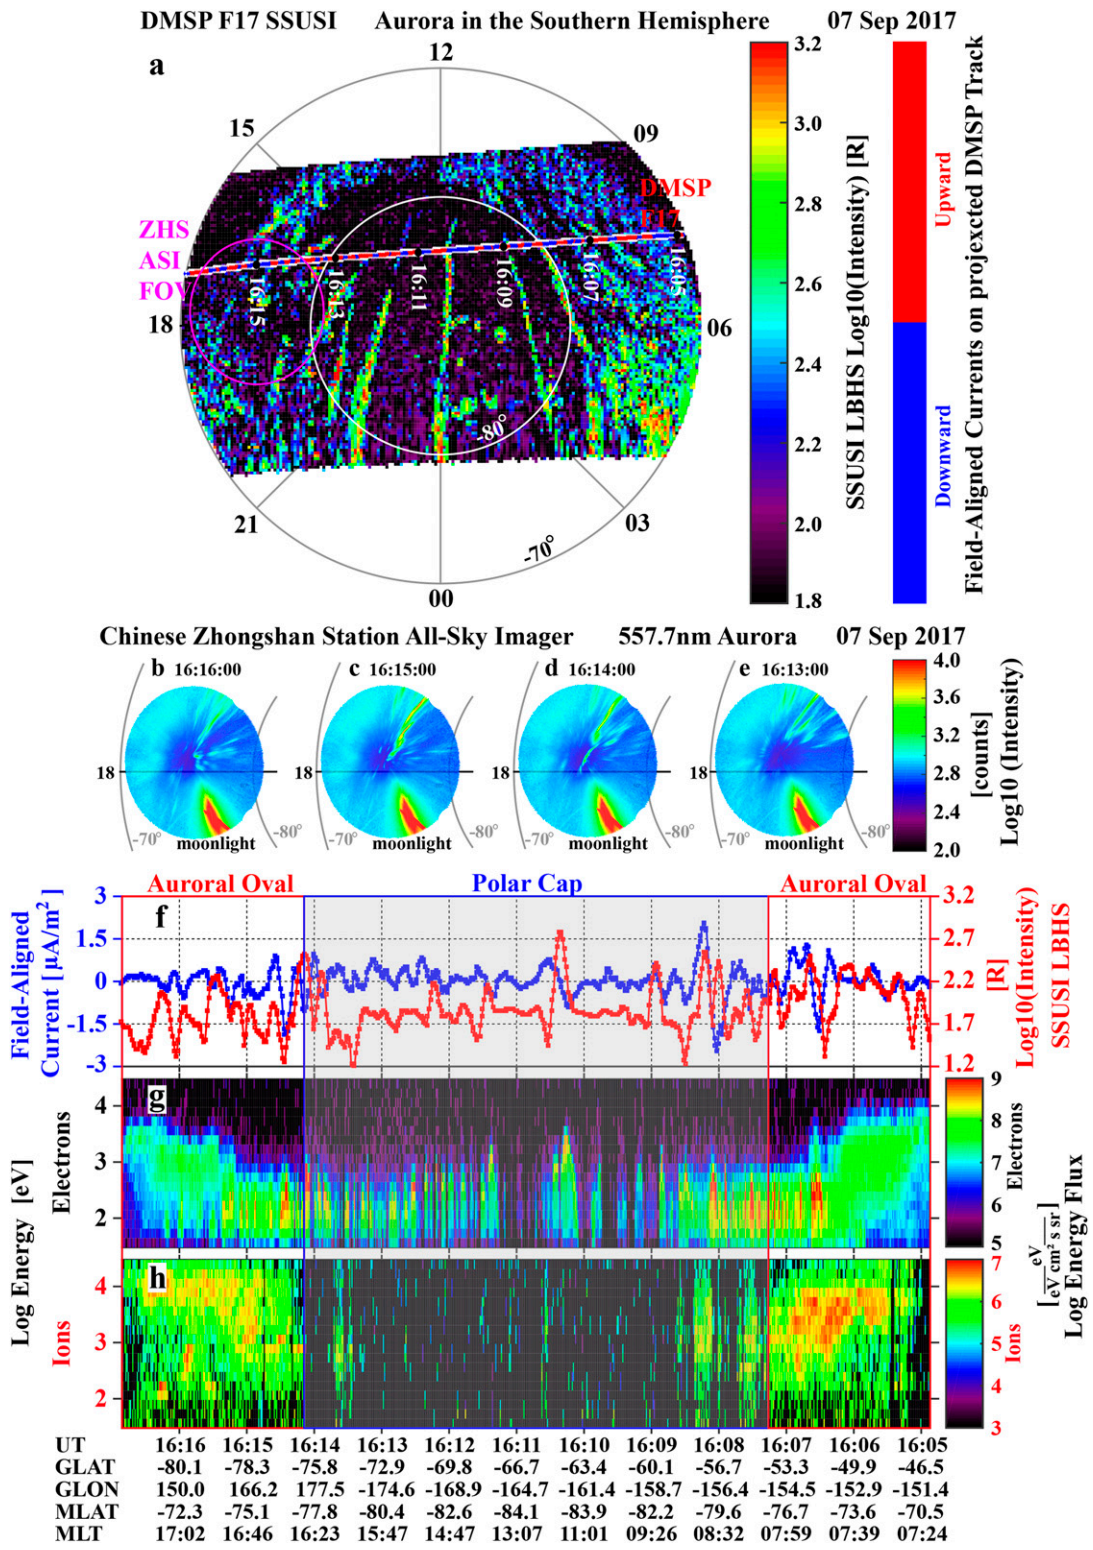 DMSP F17 SSUSI Aurora in the Southern Hemisphere 07 Sep 2017
a
12
15
09
18
06
21
03
00
ZHS
ASI
FOV
DMSP
F17
16:15
16:13
16:11
16:09
16:07
16:05
-80°
-70°
3.2
3.0
2.8
2.6
2.4
2.2
2.0
1.8
SSUSI LBHS Log10(Intensity) [R]
Upward
Downward
Field-Aligned Currents on projexcted DMSP Track
Chinese Zhongshan Station All-Sky Imager 557.7nm Aurora 07 Sep 2017
b 16:16:00
c 16:15:00
d 16:14:00
e 16:13:00
18
18
18
18
-70° -80°
-70° -80°
-70° -80°
-70° -80°
moonlight
moonlight
moonlight
moonlight
4.0
3.6
3.2
2.8
2.4
2.0
[counts]
Log10 (Intensity)
Auroral Oval Polar Cap Auroral Oval
f
3
1.5
0
-1.5
-3
Field-Aligned
Current [ μA/m² ]
3.2
2.7
2.2
1.7
1.2
[R]
Log10(Intensity)
SSUSI LBHS
g
4
3
2
Electrons
Log Energy [eV]
9
8
7
6
5
Electrons
h
4
3
2
Ions
7
6
5
4
3
Ions
[eV/eV cm² s sr]
Log Energy Flux
UT 16:16 16:15 16:14 16:13 16:12 16:11 16:10 16:09 16:08 16:07 16:06 16:05
GLAT -80.1 -78.3 -75.8 -72.9 -69.8 -66.7 -63.4 -60.1 -56.7 -53.3 -49.9 -46.5
GLON 150.0 166.2 177.5 -174.6 -168.9 -164.7 -161.4 -158.7 -156.4 -154.5 -152.9 -151.4
MLAT -72.3 -75.1 -77.8 -80.4 -82.6 -84.1 -83.9 -82.2 -79.6 -76.7 -73.6 -70.5
MLT 17:02 16:46 16:23 15:47 14:47 13:07 11:01 09:26 08:32 07:59 07:39 07:24